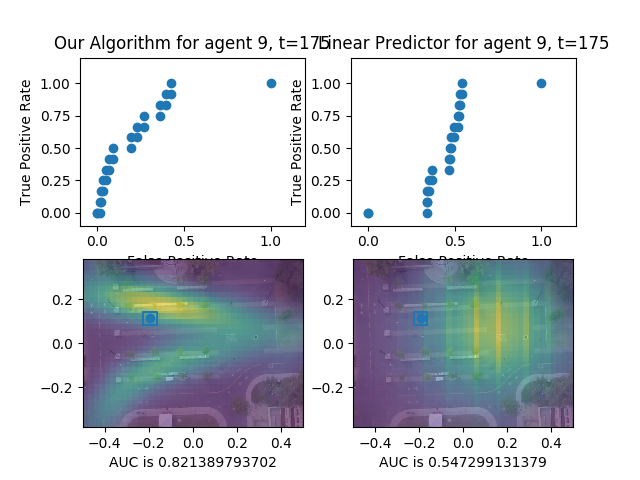 Our Algorithm for agent 9, t=175
Linear Predictor for agent 9, t=175
True Positive Rate
1.00
0.75
0.50
0.25
0.00
0.0 0.5 1.0
False Positive Rate
True Positive Rate
1.00
0.75
0.50
0.25
0.00
0.0 0.5 1.0
False Positive Rate
0.2
0.0
−0.2
−0.4 −0.2 0.0 0.2 0.4
AUC is 0.821389793702
0.2
0.0
−0.2
−0.4 −0.2 0.0 0.2 0.4
AUC is 0.547299131379